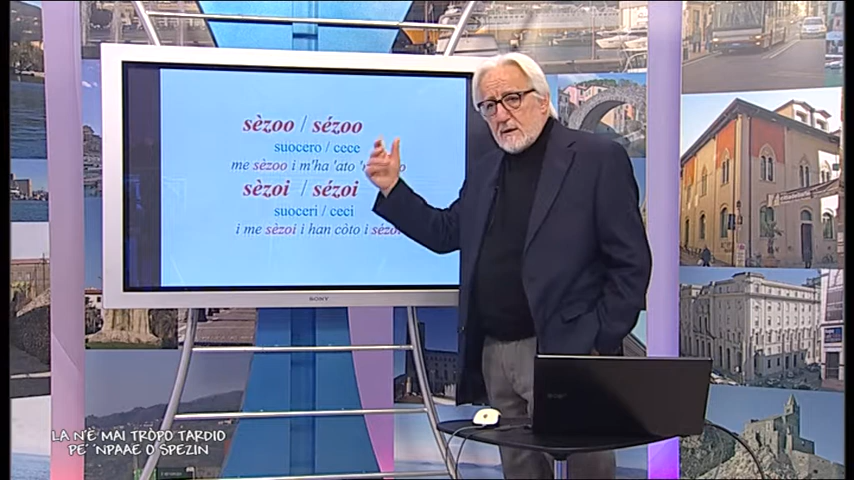 sèzoo / sézoo
suocero / cece
me sèzoo i m'ha 'ato
sèzoi / sézoi
suoceri / ceci
i me sèzoi i han còto i
SONY
LA N'È MAI TRÒPO TARDIO
PE' 'NPAAE O SPEZIN